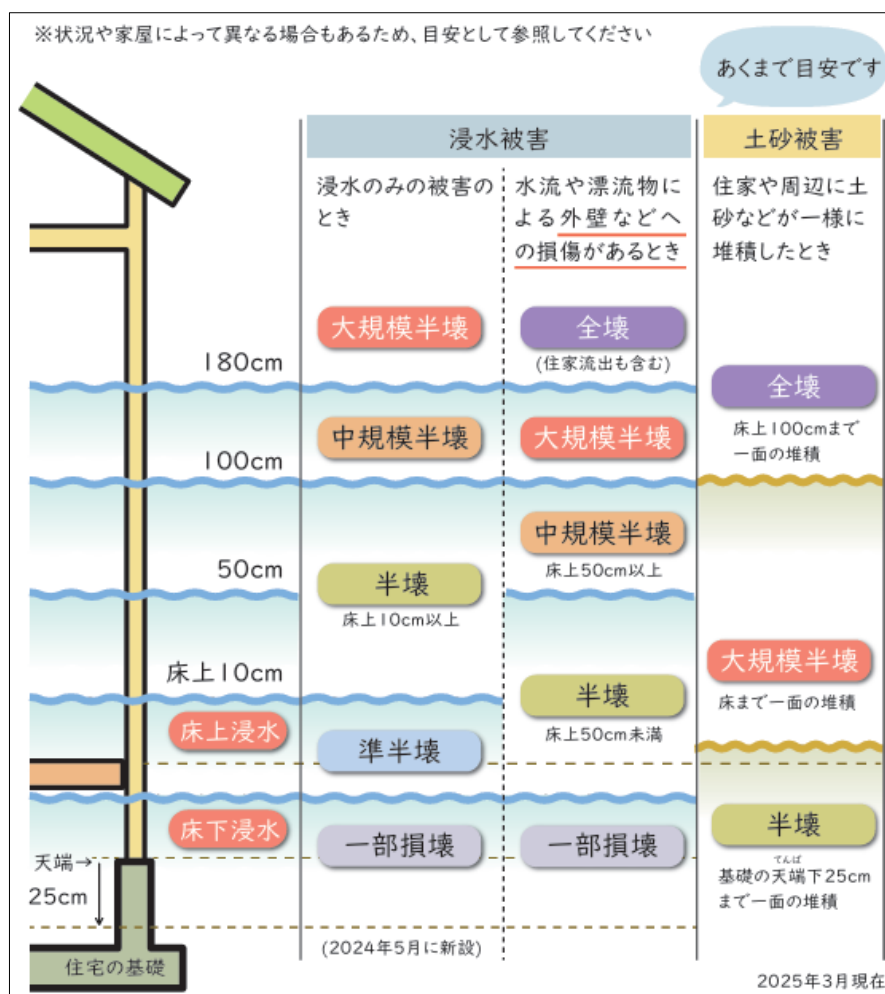 ※状況や家屋によって異なる場合もあるため、目安として参照してください
あくまで目安です
浸水被害
土砂被害
浸水のみの被害の
とき
水流や漂流物に
よる外壁などへ
の損傷があるとき
住家や周辺に土
砂などが一様に
堆積したとき
大規模半壊
全壊
(住家流出も含む)
180cm
全壊
床上100cmまで
一面の堆積
中規模半壊
大規模半壊
100cm
中規模半壊
床上50cm以上
50cm
半壊
床上10cm以上
大規模半壊
床まで一面の堆積
床上10cm
半壊
床上50cm未満
床上浸水
準半壊
床下浸水
一部損壊
一部損壊
半壊
てんば
基礎の天端下25cm
まで一面の堆積
天端→
25cm
(2024年5月に新設)
住宅の基礎
2025年3月現在